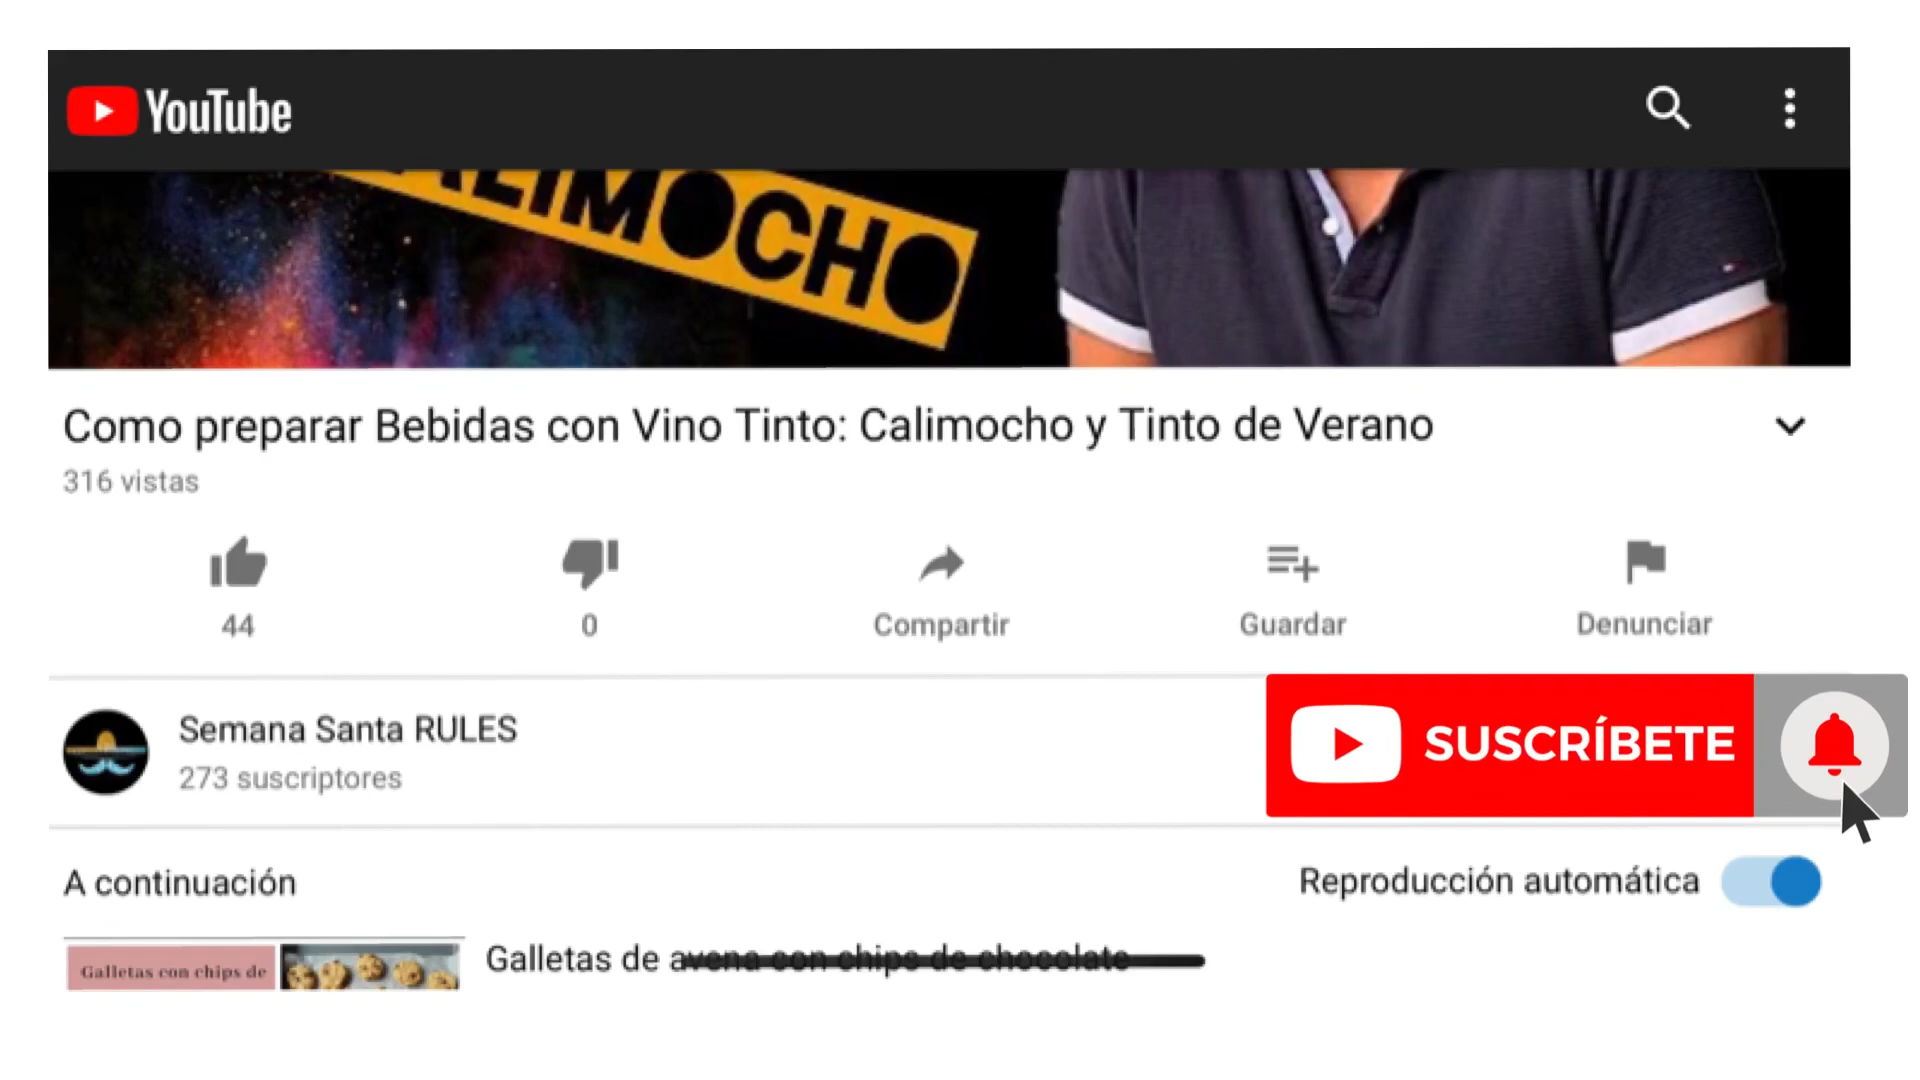 YouTube
ALIMOCHO
Como preparar Bebidas con Vino Tinto: Calimocho y Tinto de Verano
316 vistas
44
0
Compartir
Guardar
Denunciar
Semana Santa RULES
273 suscriptores
SUSCRÍBETE
A continuación
Reproducción automática
Galletas con chips de
Galletas de avena con chips de chocolate